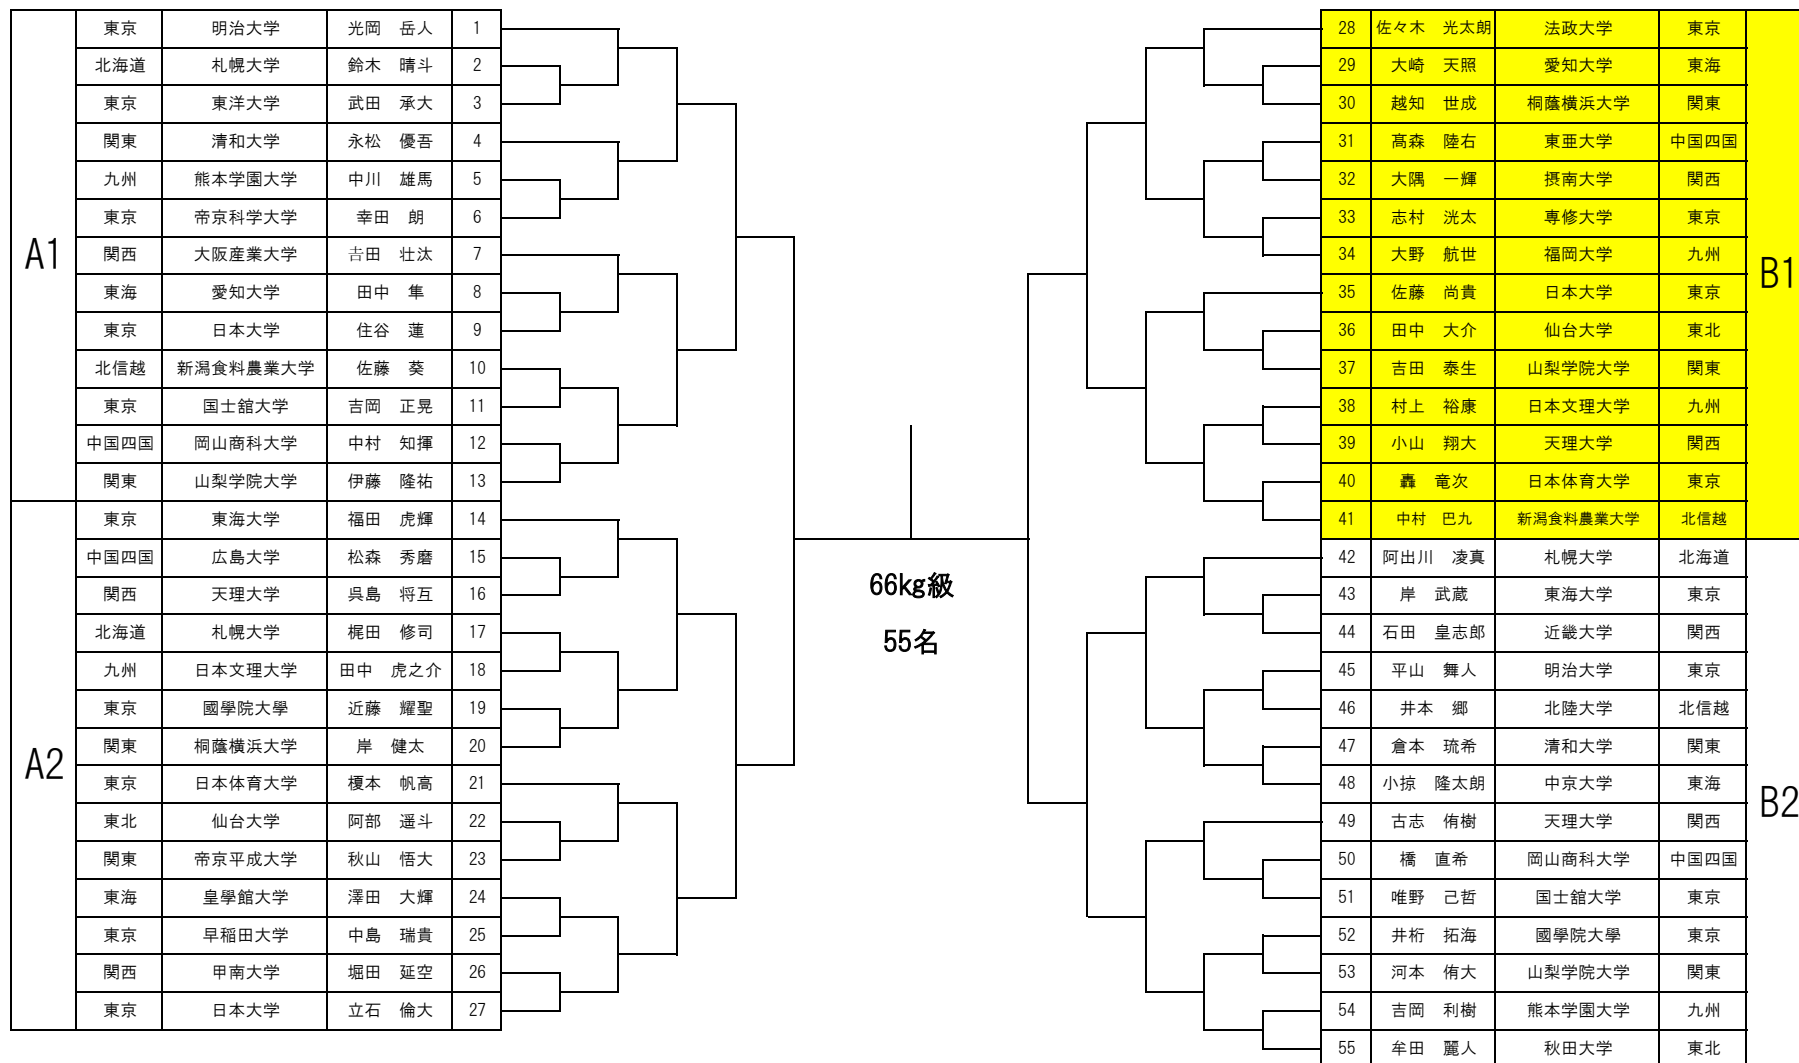 A1
東京 明治大学 光岡 岳人 1
北海道 札幌大学 鈴木 晴斗 2
東京 東洋大学 武田 承大 3
関東 清和大学 永松 優吾 4
九州 熊本学園大学 中川 雄馬 5
東京 帝京科学大学 幸田 朗 6
関西 大阪産業大学 𠮷田 壮汰 7
東海 愛知大学 田中 隼 8
東京 日本大学 住谷 蓮 9
北信越 新潟食料農業大学 佐藤 葵 10
東京 国士舘大学 吉岡 正晃 11
中国四国 岡山商科大学 中村 知揮 12
関東 山梨学院大学 伊藤 隆祐 13
A2
東京 東海大学 福田 虎輝 14
中国四国 広島大学 松森 秀磨 15
関西 天理大学 呉島 将互 16
北海道 札幌大学 梶田 修司 17
九州 日本文理大学 田中 虎之介 18
東京 國學院大學 近藤 耀聖 19
関東 桐蔭横浜大学 岸 健太 20
東京 日本体育大学 榎本 帆高 21
東北 仙台大学 阿部 遥斗 22
関東 帝京平成大学 秋山 悟大 23
東海 皇學館大学 澤田 大輝 24
東京 早稲田大学 中島 瑞貴 25
関西 甲南大学 堀田 延空 26
東京 日本大学 立石 倫大 27
66kg級
55名
28 佐々木 光太朗 法政大学 東京
29 大崎 天照 愛知大学 東海
30 越知 世成 桐蔭横浜大学 関東
31 髙森 陸右 東亜大学 中国四国
32 大隅 一輝 摂南大学 関西
33 志村 洸太 専修大学 東京
34 大野 航世 福岡大学 九州
35 佐藤 尚貴 日本大学 東京
36 田中 大介 仙台大学 東北
37 吉田 泰生 山梨学院大学 関東
38 村上 裕康 日本文理大学 九州
39 小山 翔大 天理大学 関西
40 轟 竜次 日本体育大学 東京
41 中村 巴九 新潟食料農業大学 北信越
B1
42 阿出川 凌真 札幌大学 北海道
43 岸 武蔵 東海大学 東京
44 石田 皇志郎 近畿大学 関西
45 平山 舞人 明治大学 東京
46 井本 郷 北陸大学 北信越
47 倉本 琉希 清和大学 関東
48 小掠 隆太朗 中京大学 東海
49 古志 侑樹 天理大学 関西
50 橋 直希 岡山商科大学 中国四国
51 唯野 己哲 国士舘大学 東京
52 井桁 拓海 國學院大學 東京
53 河本 侑大 山梨学院大学 関東
54 吉岡 利樹 熊本学園大学 九州
55 牟田 麗人 秋田大学 東北
B2